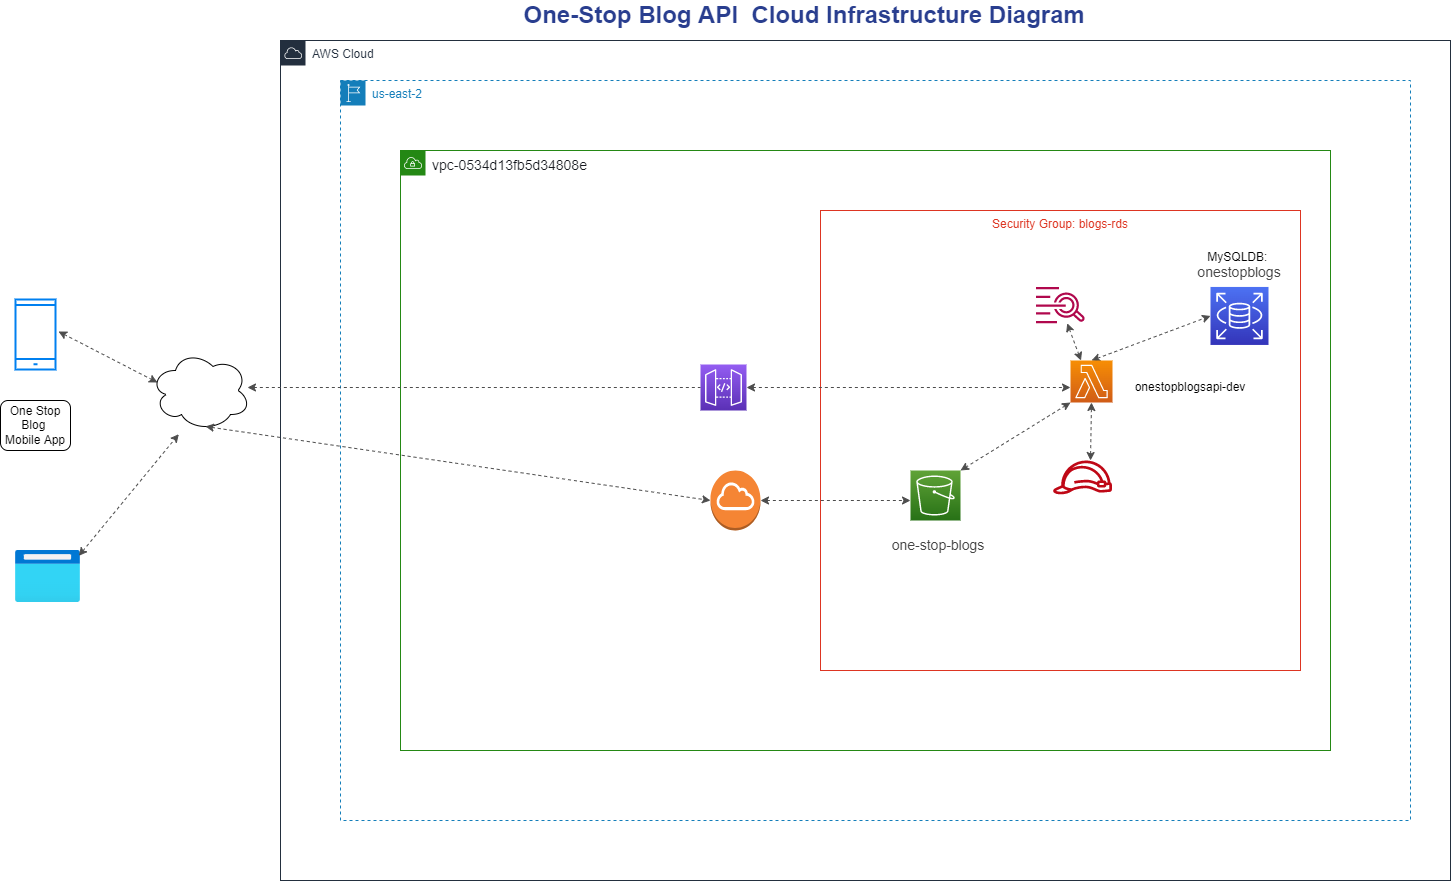 One-Stop Blog API  Cloud Infrastructure Diagram
AWS Cloud
us-east-2
vpc-0534d13fb5d34808e
Security Group: blogs-rds
MySQLDB:
onestopblogs
onestopblogsapi-dev
One Stop
Blog
Mobile App
one-stop-blogs